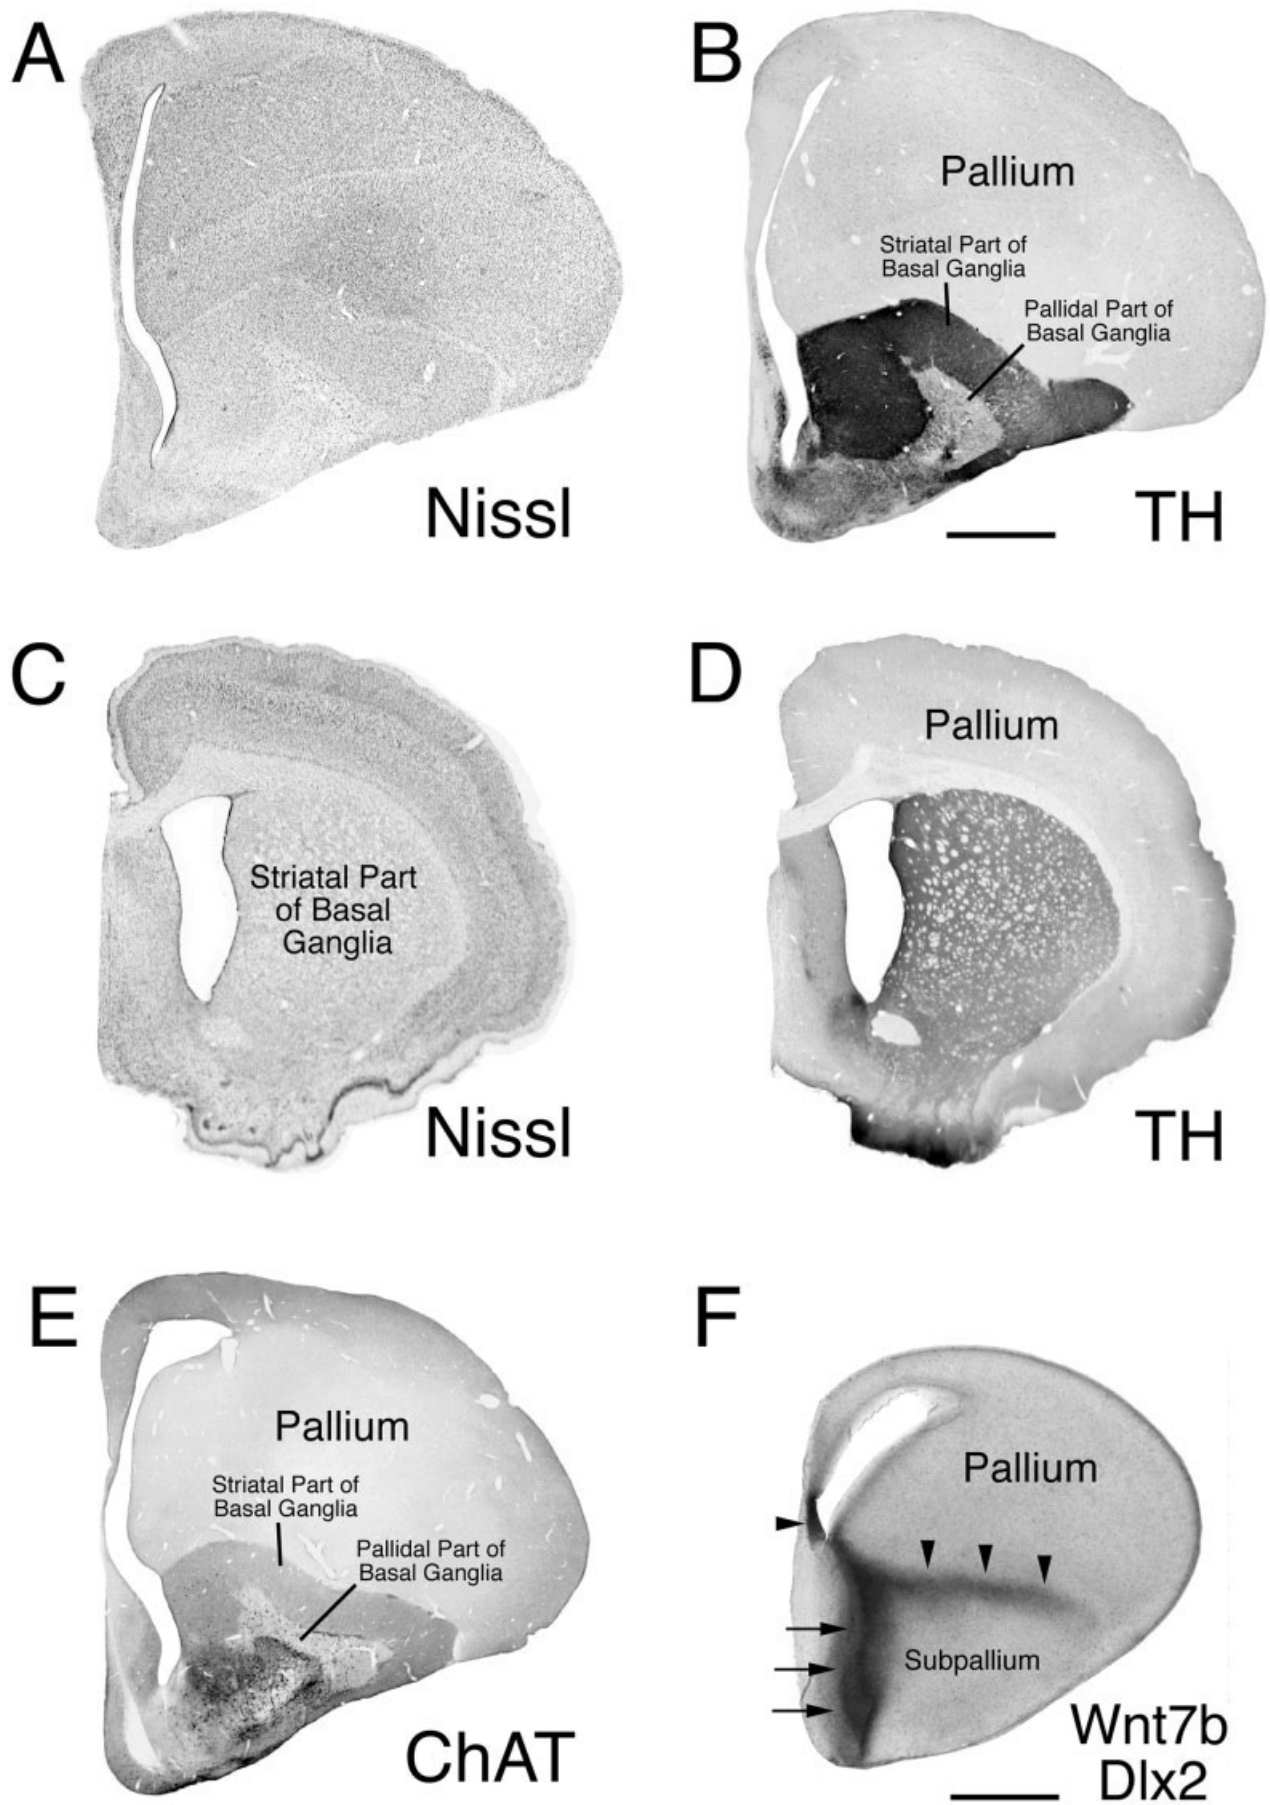 A
B
Pallium
Striatal Part of
Basal Ganglia
Pallidal Part of
Basal Ganglia
Nissl
TH
C
D
Pallium
Striatal Part
of Basal
Ganglia
Nissl
TH
E
F
Pallium
Striatal Part of
Basal Ganglia
Pallidal Part of
Basal Ganglia
ChAT
Pallium
Subpallium
Wnt7b
Dlx2